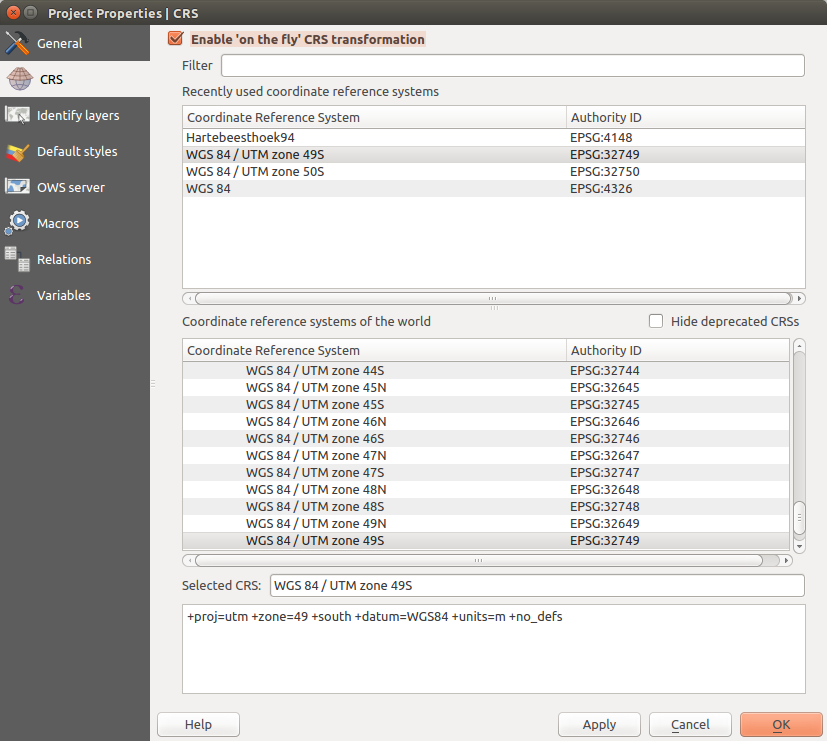 Project Properties | CRS
General
CRS
Identify layers
Default styles
OWS server
Macros
Relations
Variables
Enable 'on the fly' CRS transformation
Filter
Recently used coordinate reference systems
Coordinate Reference System Authority ID
Hartebeesthoek94 EPSG:4148
WGS 84 / UTM zone 49S EPSG:32749
WGS 84 / UTM zone 50S EPSG:32750
WGS 84 EPSG:4326
Coordinate reference systems of the world Hide deprecated CRSs
Coordinate Reference System Authority ID
WGS 84 / UTM zone 44S EPSG:32744
WGS 84 / UTM zone 45N EPSG:32645
WGS 84 / UTM zone 45S EPSG:32745
WGS 84 / UTM zone 46N EPSG:32646
WGS 84 / UTM zone 46S EPSG:32746
WGS 84 / UTM zone 47N EPSG:32647
WGS 84 / UTM zone 47S EPSG:32747
WGS 84 / UTM zone 48N EPSG:32648
WGS 84 / UTM zone 48S EPSG:32748
WGS 84 / UTM zone 49N EPSG:32649
WGS 84 / UTM zone 49S EPSG:32749
Selected CRS: WGS 84 / UTM zone 49S
+proj=utm +zone=49 +south +datum=WGS84 +units=m +no_defs
Help Apply Cancel OK